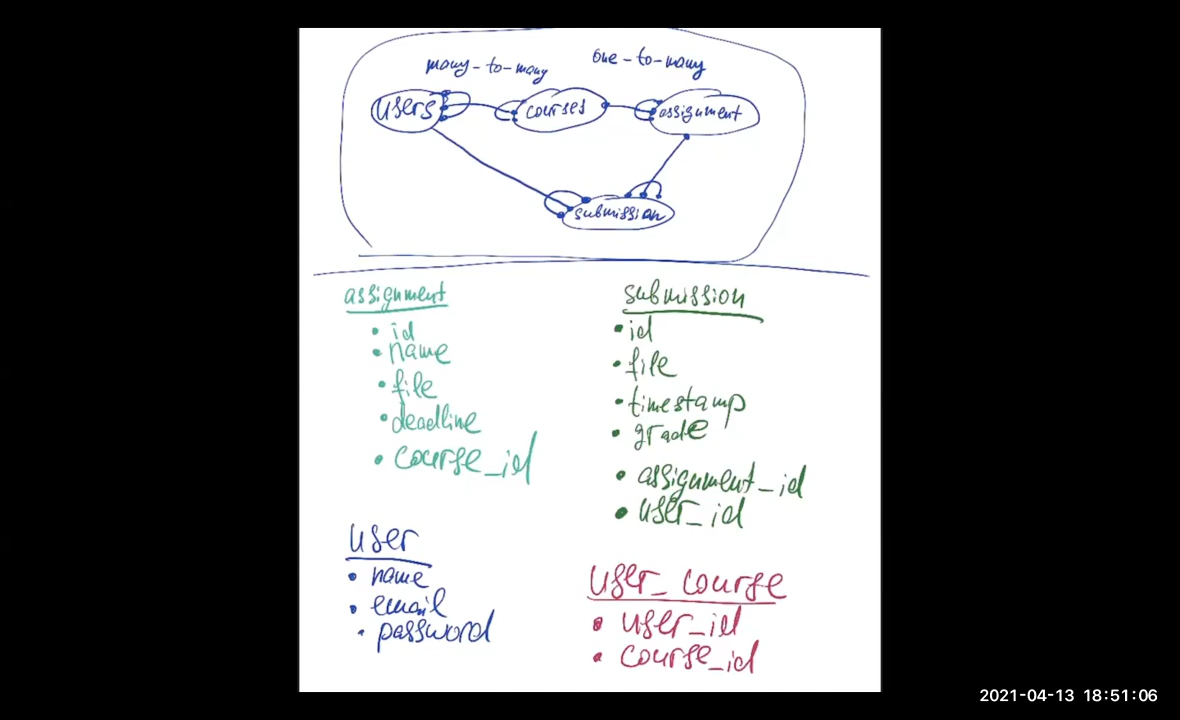 many-to-many
one-to-many
users
courses
assignment
submission
assignment
• id
• name
• file
• deadline
• course_id
submission
• id
• file
• timestamp
• grade
• assignment_id
• user_id
user
• name
• email
• password
user_course
• user_id
• course_id
2021-04-13 18:51:06